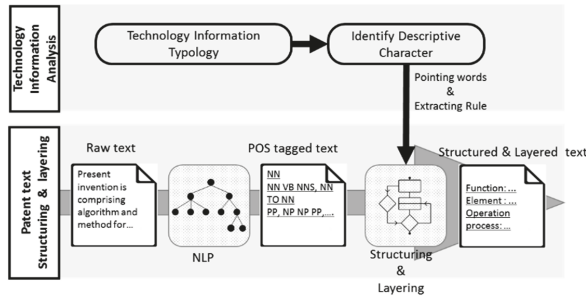 Technology
Information
Analysis
Technology Information
Typology
Identify Descriptive
Character
Pointing words
&
Extracting Rule
Patent text
Structuring & layering
Raw text
Present
invention is
comprising
algorithm and
method for...
NLP
POS tagged text
NN
NN VB NNS, NN
TO NN
PP, NP NP PP,....
Structuring
&
Layering
Structured & Layered text
Function: ...
Element : ...
Operation
process: ...